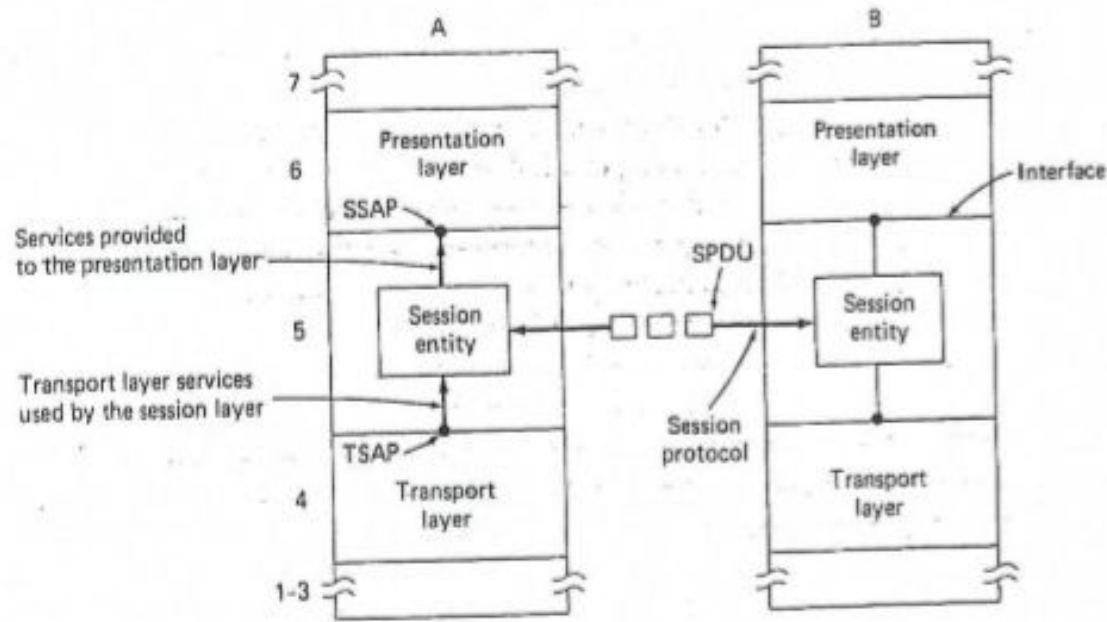 A
B
7
Presentation
layer
Presentation
layer
6
Interface
SSAP
Services provided
to the presentation layer
SPDU
Session
entity
Session
entity
5
Transport layer services
used by the session layer
Session
protocol
TSAP
4
Transport
layer
Transport
layer
1-3